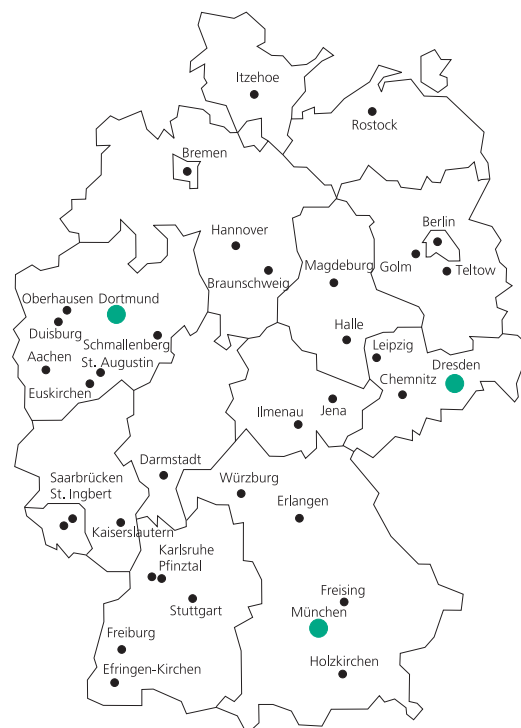 Itzehoe
Rostock
Bremen
Berlin
Hannover
Golm
Teltow
Braunschweig
Magdeburg
Oberhausen
Dortmund
Duisburg
Schmallenberg
Halle
Leipzig
Aachen
St. Augustin
Dresden
Euskirchen
Chemnitz
Ilmenau
Jena
Darmstadt
Würzburg
Saarbrücken
St. Ingbert
Erlangen
Kaiserslautern
Karlsruhe
Pfinztal
Freising
Stuttgart
München
Freiburg
Efringen-Kirchen
Holzkirchen